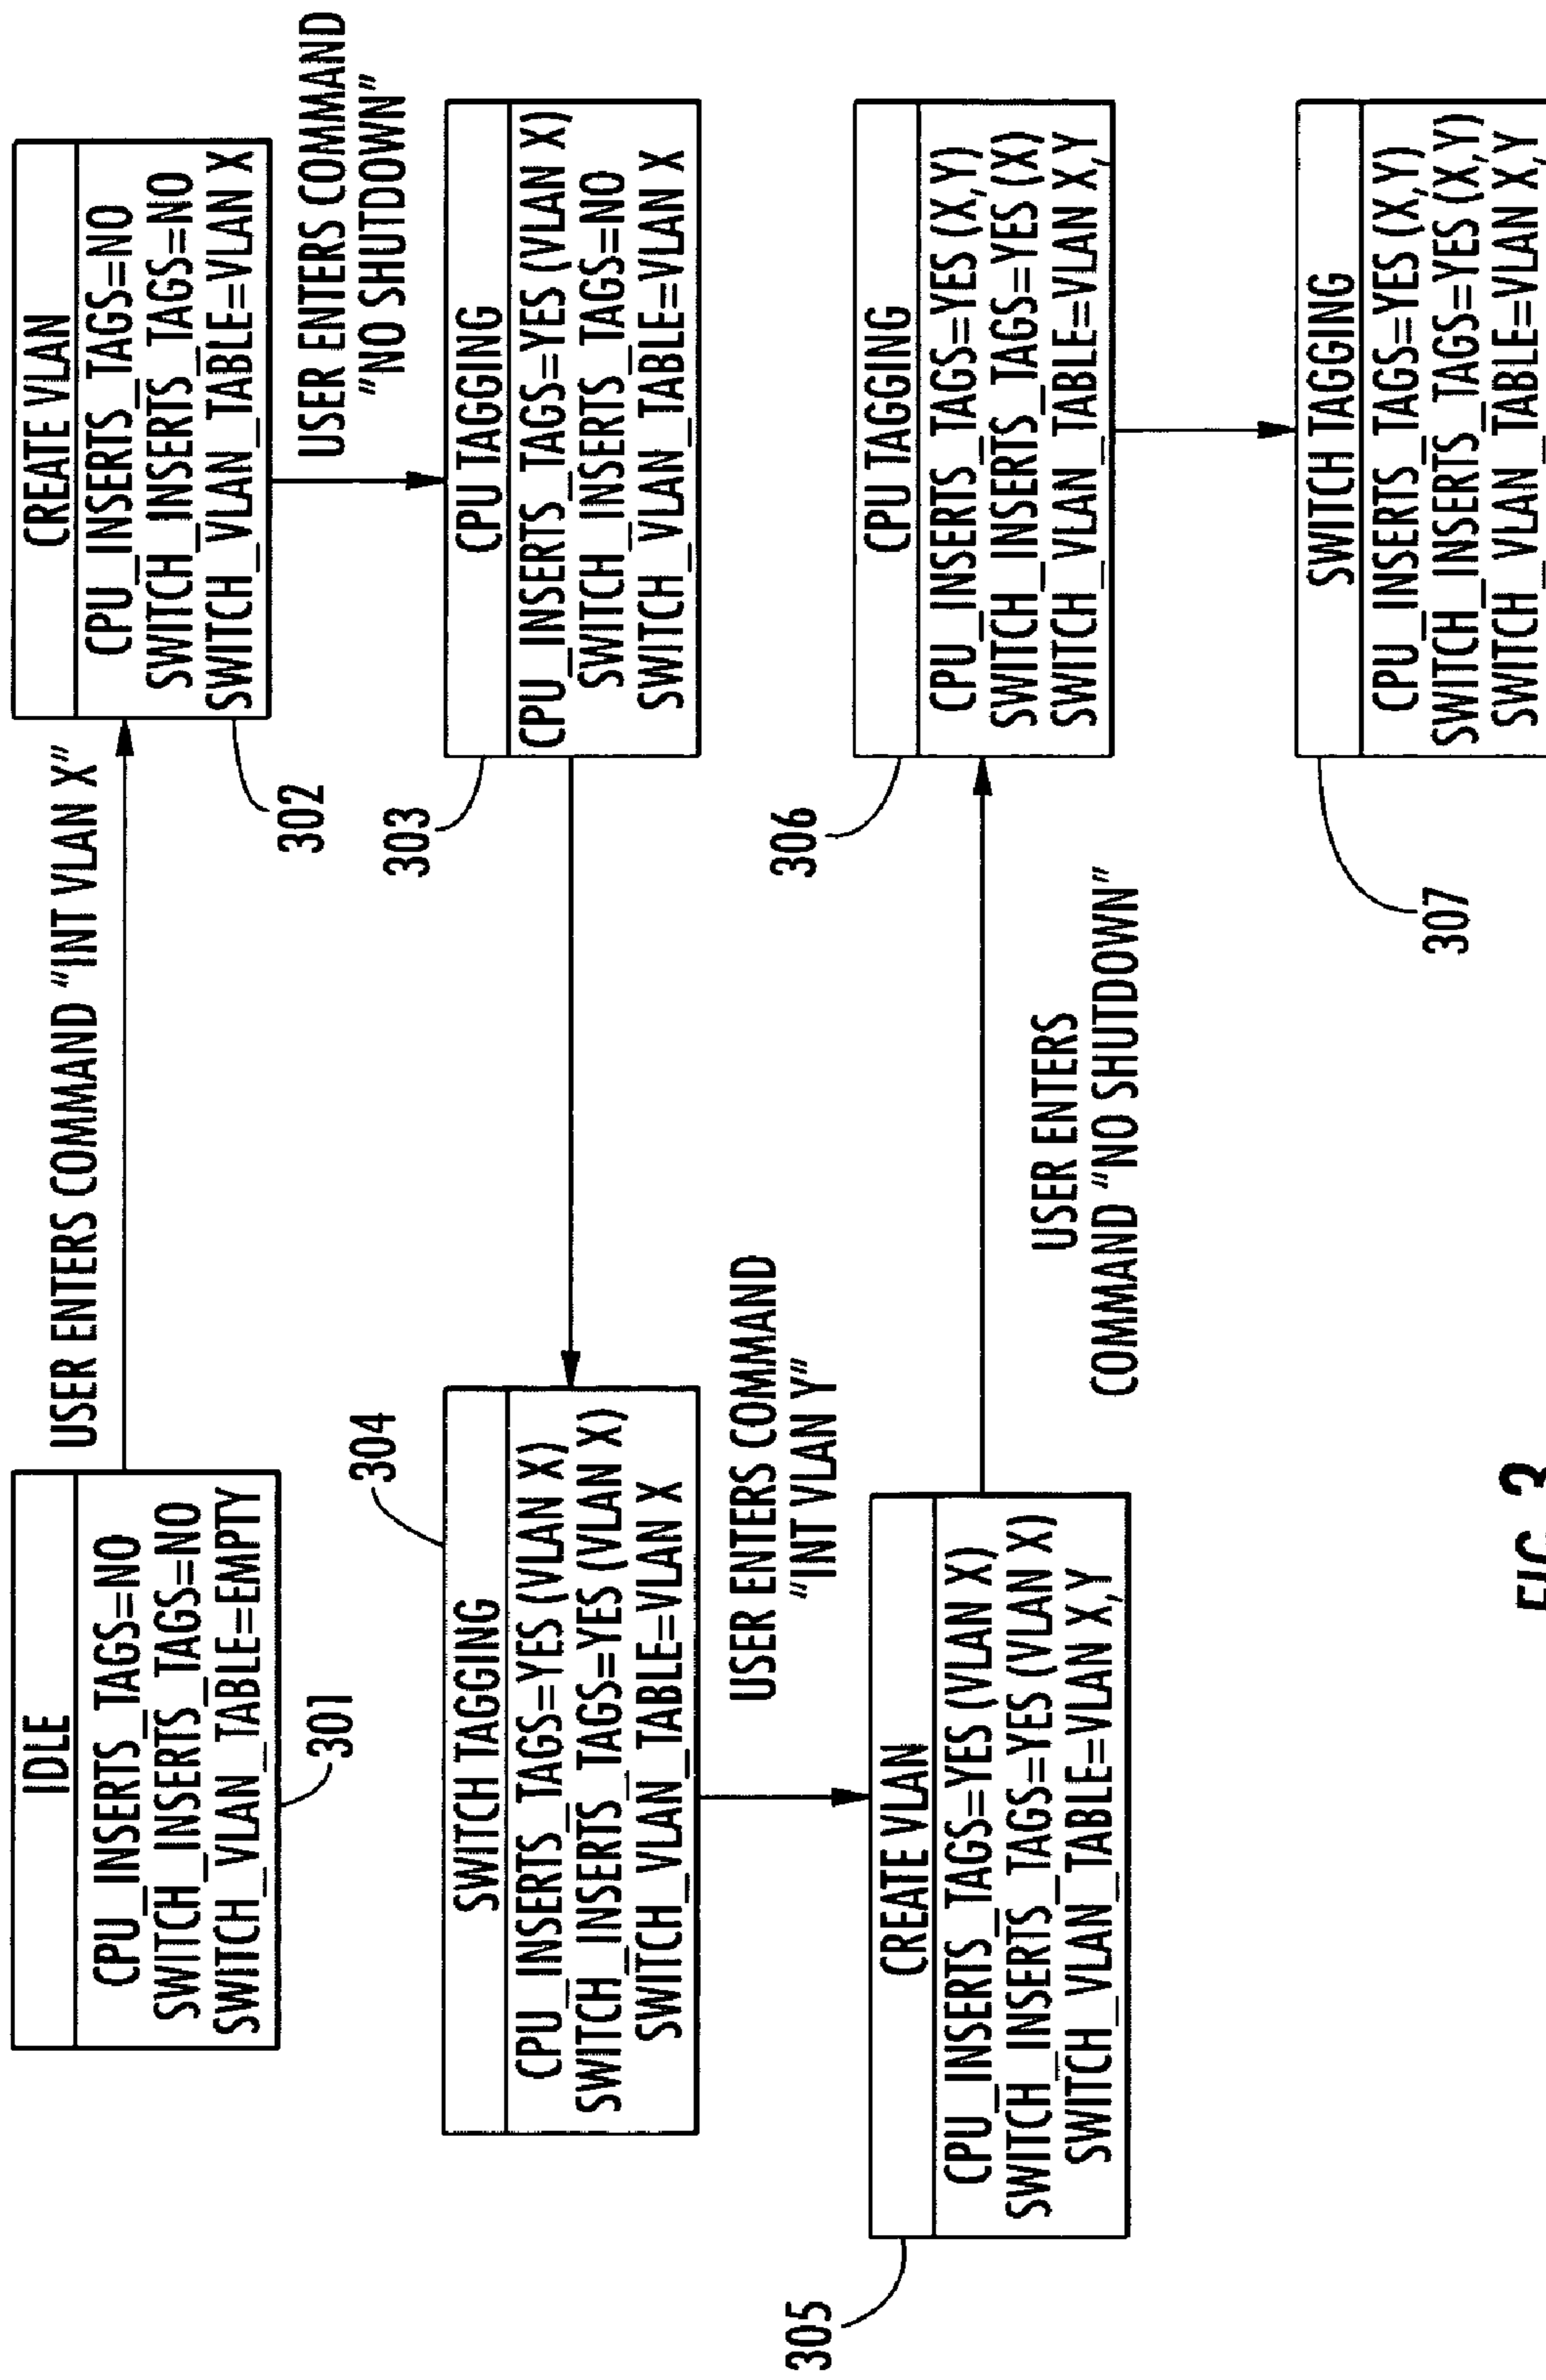 IDLE
CPU_INSERTS_TAGS=NO
SWITCH_INSERTS_TAGS=NO
SWITCH_VLAN_TABLE=EMPTY
301
USER ENTERS COMMAND “INT VLAN X”
CREATE VLAN
CPU_INSERTS_TAGS=NO
SWITCH_INSERTS_TAGS=NO
SWITCH_VLAN_TABLE=VLAN X
302
USER ENTERS COMMAND
“NO SHUTDOWN”
303
CPU TAGGING
CPU_INSERTS_TAGS=YES (VLAN X)
SWITCH_INSERTS_TAGS=NO
SWITCH_VLAN_TABLE=VLAN X
304
SWITCH TAGGING
CPU_INSERTS_TAGS=YES (VLAN X)
SWITCH_INSERTS_TAGS=YES (VLAN X)
SWITCH_VLAN_TABLE=VLAN X
USER ENTERS COMMAND
“INT VLAN Y”
305
CREATE VLAN
CPU_INSERTS_TAGS=YES (VLAN X)
SWITCH_INSERTS_TAGS=YES (VLAN X)
SWITCH_VLAN_TABLE=VLAN X,Y
USER ENTERS
COMMAND “NO SHUTDOWN”
306
CPU TAGGING
CPU_INSERTS_TAGS=YES (X,Y)
SWITCH_INSERTS_TAGS=YES (X)
SWITCH_VLAN_TABLE=VLAN X,Y
307
SWITCH TAGGING
CPU_INSERTS_TAGS=YES (X,Y)
SWITCH_INSERTS_TAGS=YES (X,Y)
SWITCH_VLAN_TABLE=VLAN X,Y
FIG. 3